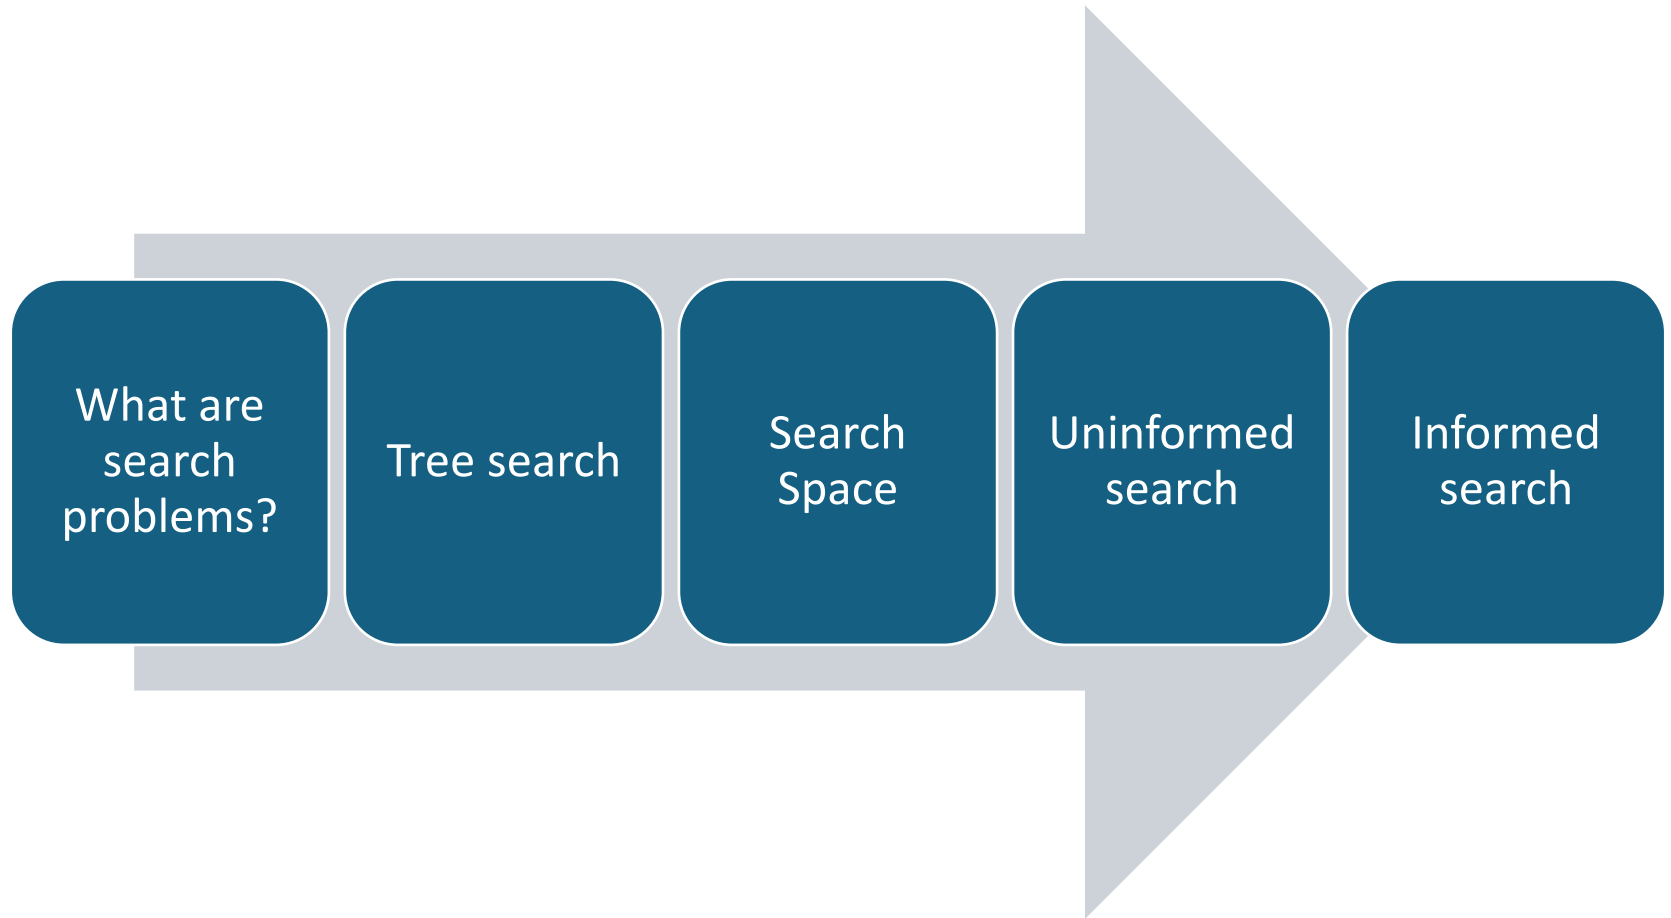 What are
search
problems?
Tree search
Search
Space
Uninformed
search
Informed
search